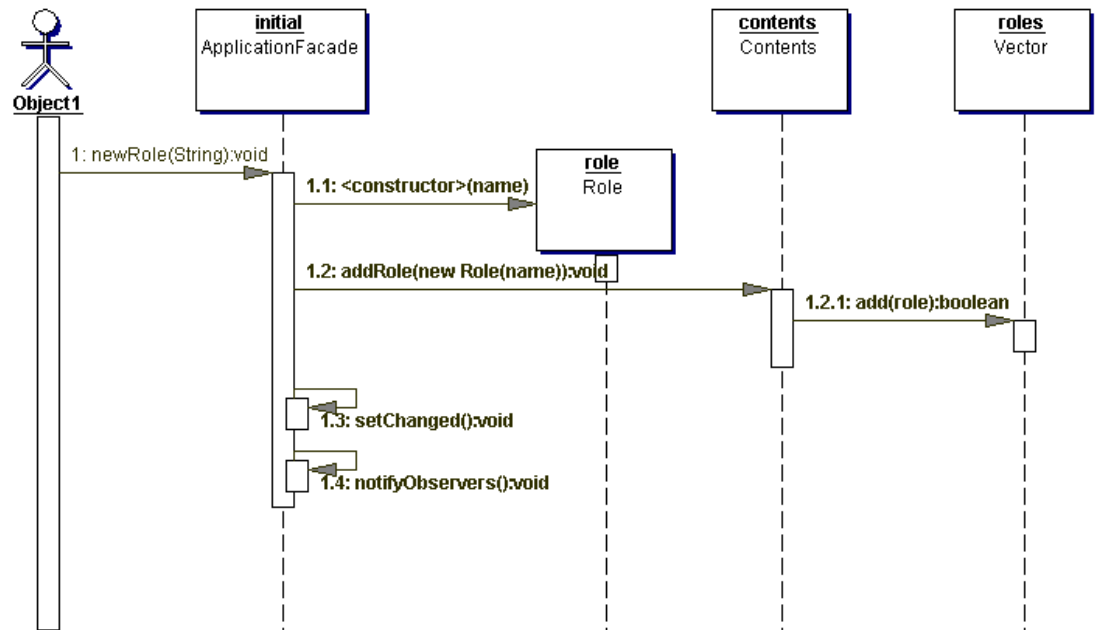 initial
ApplicationFacade
contents
Contents
roles
Vector
Object1
1: newRole(String):void
role
Role
1.1: <constructor>(name)
1.2: addRole(new Role(name)):void
1.2.1: add(role):boolean
1.3: setChanged():void
1.4: notifyObservers():void